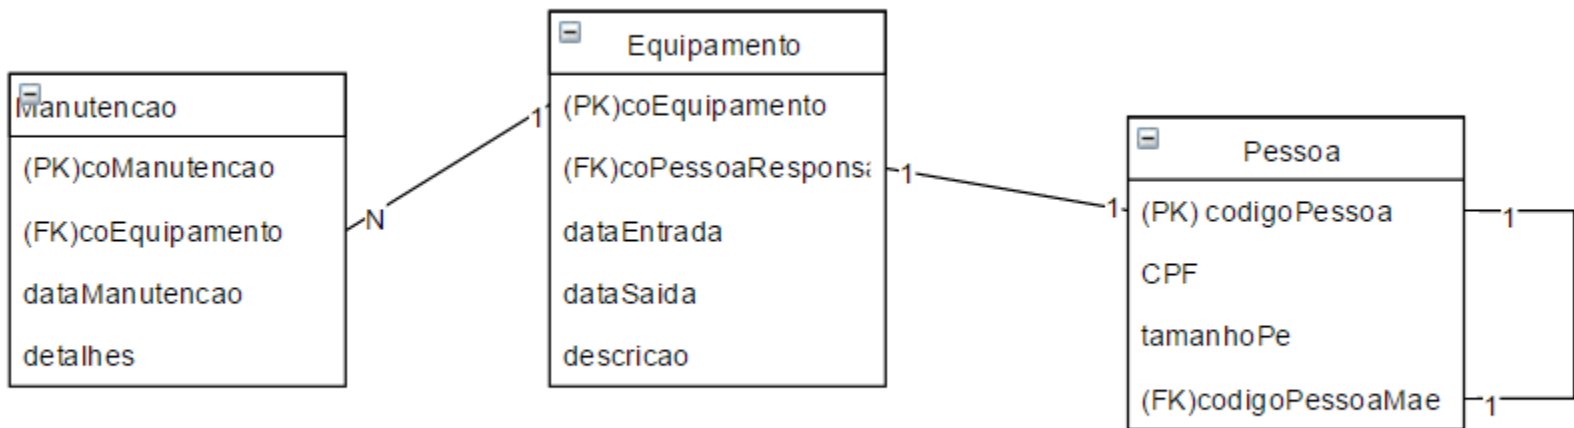 Manutencao
(PK)coManutencao
(FK)coEquipamento
dataManutencao
detalhes
N
1
Equipamento
(PK)coEquipamento
(FK)coPessoaResponsa
dataEntrada
dataSaida
descricao
1
1
Pessoa
(PK) codigoPessoa
CPF
tamanhoPe
(FK)codigoPessoaMae
1
1